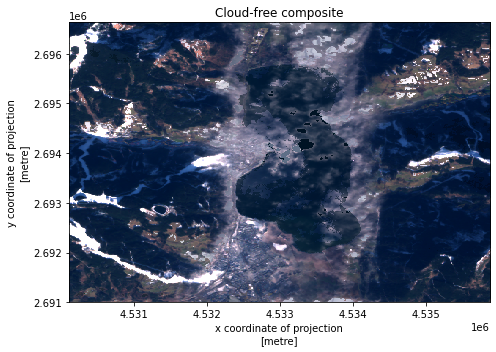 Cloud-free composite
1e6
2.696
2.695
2.694
2.693
2.692
2.691
y coordinate of projection
[metre]
4.531
4.532
4.533
4.534
4.535
1e6
x coordinate of projection
[metre]